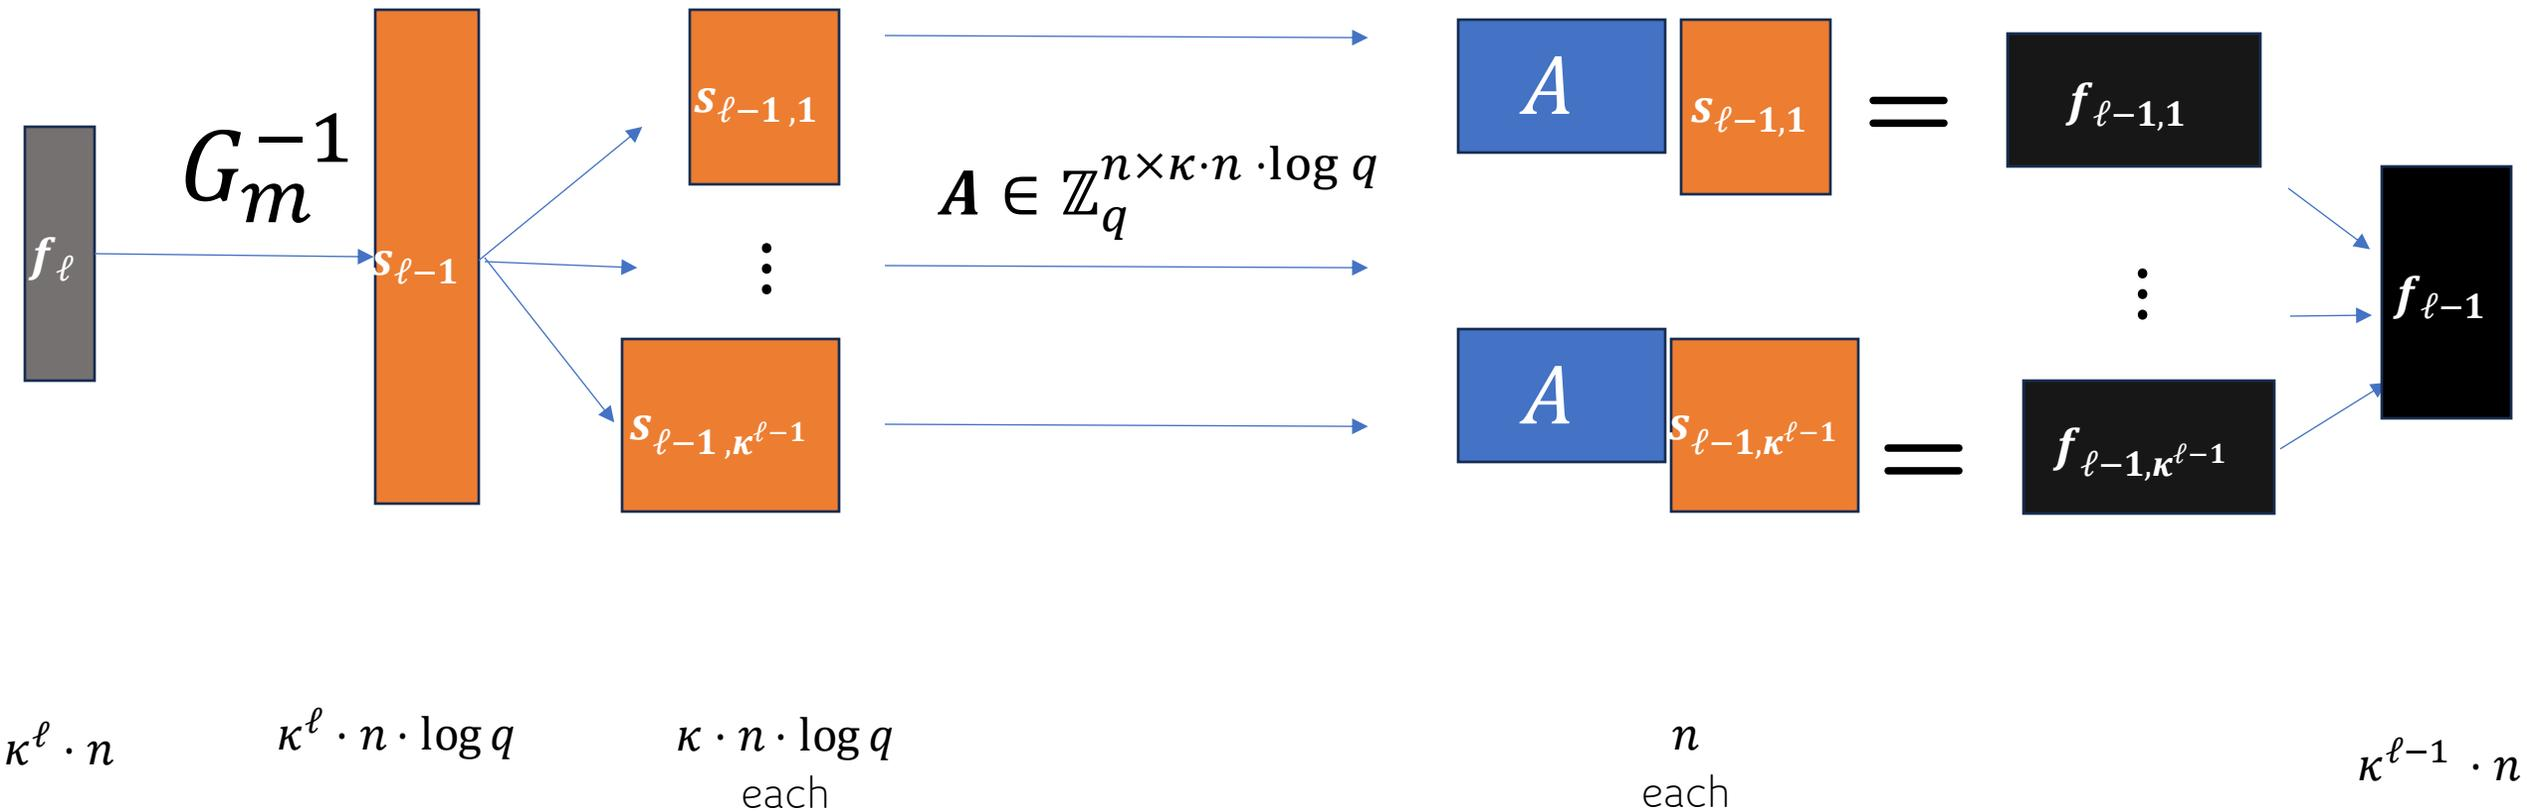 𝒇_ℓ
G_m^{−1}
𝒔_{ℓ−1}
𝒔_{ℓ−1,1}
⋮
𝒔_{ℓ−1,κ^{ℓ−1}}
𝑨 ∈ ℤ_q^{n×κ·n·log q}
A
𝒔_{ℓ−1,1}
=
𝒇_{ℓ−1,1}
A
𝒔_{ℓ−1,κ^{ℓ−1}}
=
⋮
𝒇_{ℓ−1,κ^{ℓ−1}}
𝒇_{ℓ−1}
κ^ℓ · n
κ^ℓ · n · log q
κ · n · log q
each
n
each
κ^{ℓ−1} · n